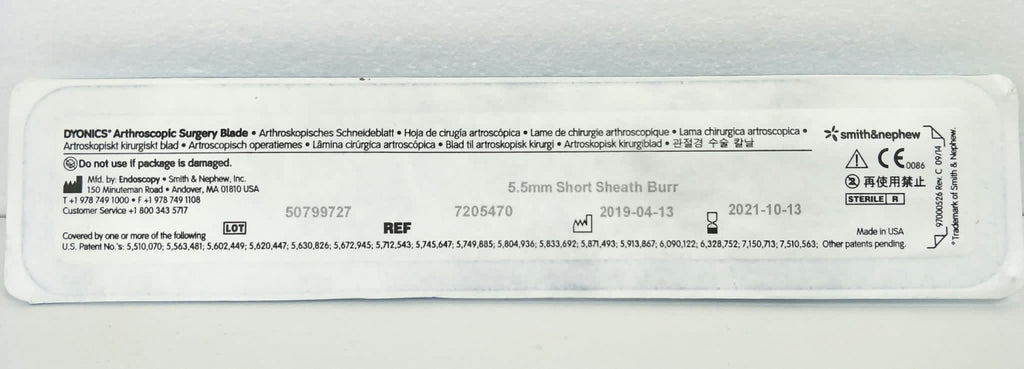 DYONICS® Arthroscopic Surgery Blade • Arthroskopisches Schneideblatt • Hoja de cirugía artroscópica • Lame de chirurgie arthroscopique • Lama chirurgica artroscopica •
Artroskopiskt kirurgiskt blad • Artroscopisch operatiemes • Lâmina cirúrgica artroscópica • Blad til artroskopisk kirurgi • Artroskopisk kirurgiblad • 관절경 수술 칼날
Do not use if package is damaged.
Mfd. by: Endoscopy • Smith & Nephew, Inc.
150 Minuteman Road • Andover, MA 01810 USA
T +1 978 749 1000 • F +1 978 749 1108
Customer Service +1 800 343 5717
5.5mm Short Sheath Burr
LOT 50799727 REF 7205470 2019-04-13 2021-10-13
Covered by one or more of the following
U.S. Patent No.'s: 5,510,070; 5,563,481; 5,602,449; 5,620,447; 5,630,826; 5,672,945; 5,712,543; 5,745,647; 5,749,885; 5,804,936; 5,833,692; 5,871,493; 5,913,867; 6,090,122; 6,328,752; 7,150,713; 7,510,563; Other patents pending.
smith&nephew
CE 0086
2 再使用禁止
STERILE R
Made in USA
97000526 Rev. C 09/14
°Trademark of Smith & Nephew.